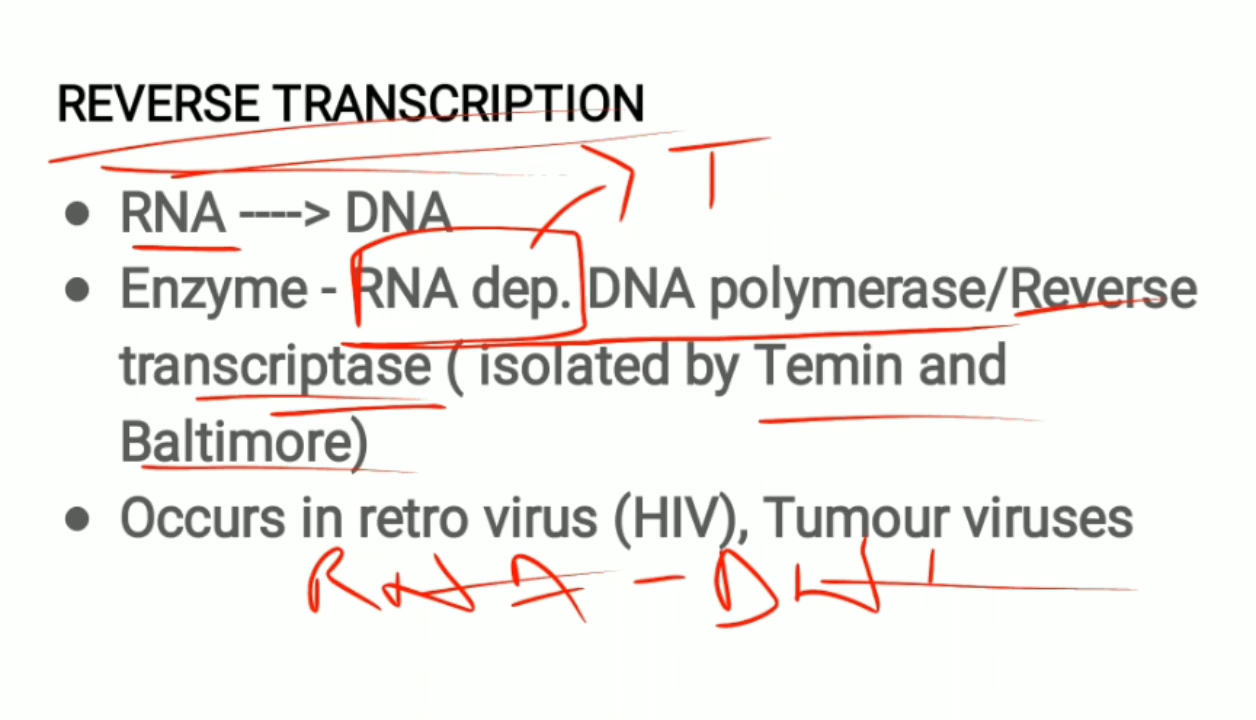 REVERSE TRANSCRIPTION
T
● RNA ----> DNA
● Enzyme - RNA dep. DNA polymerase/Reverse
transcriptase ( isolated by Temin and
Baltimore)
● Occurs in retro virus (HIV), Tumour viruses
RNA -